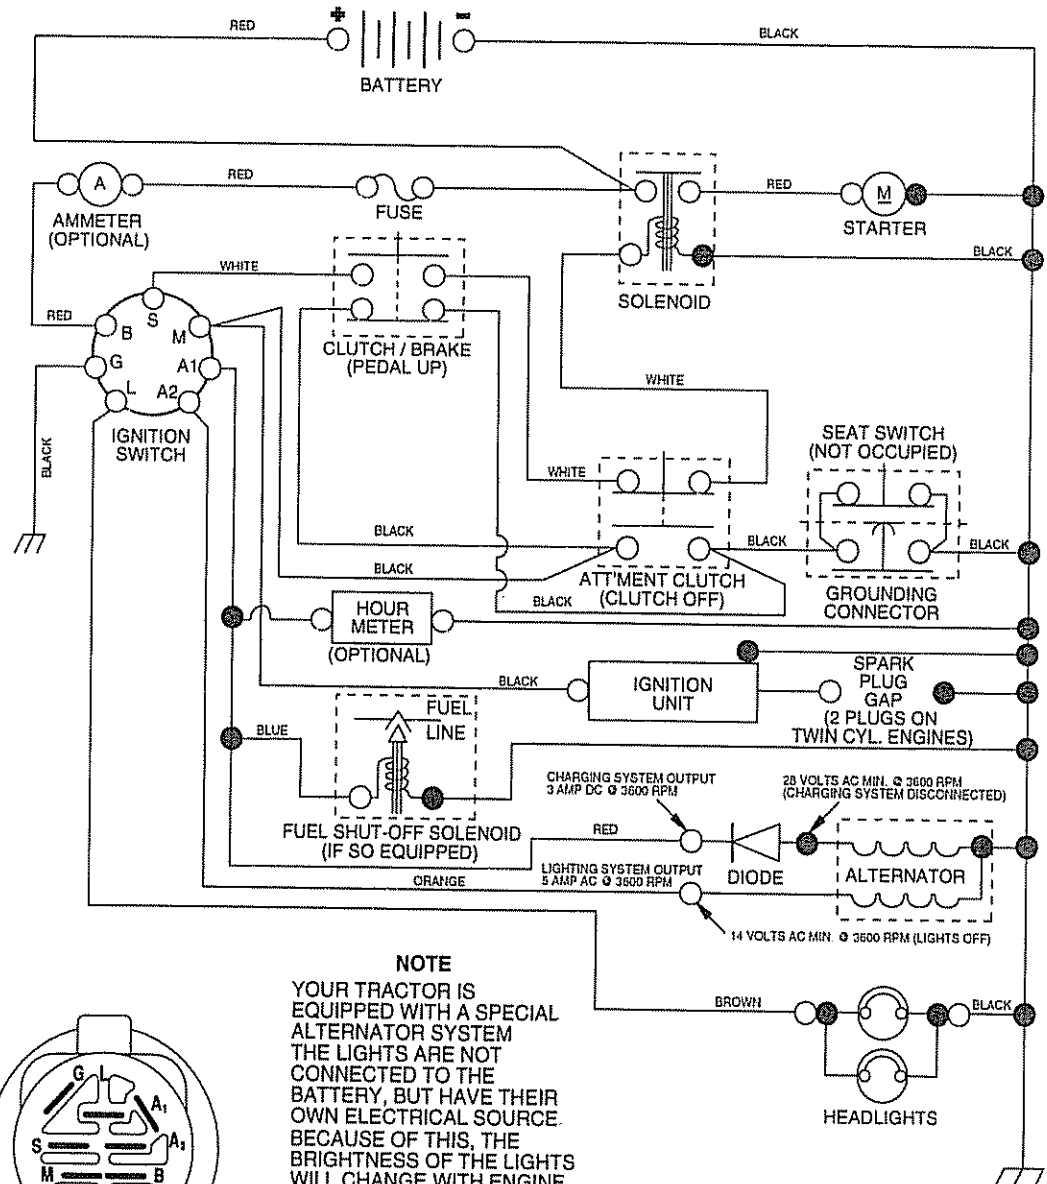 +
-
RED
BLACK
BATTERY
A
RED
RED
M
FUSE
AMMETER
(OPTIONAL)
STARTER
WHITE
BLACK
SOLENOID
RED
S
B
M
CLUTCH / BRAKE
(PEDAL UP)
G
A1
L
A2
WHITE
IGNITION
SWITCH
BLACK
SEAT SWITCH
(NOT OCCUPIED)
WHITE
BLACK
BLACK
BLACK
BLACK
ATT'MENT CLUTCH
(CLUTCH OFF)
GROUNDING
CONNECTOR
BLACK
HOUR
METER
(OPTIONAL)
BLACK
IGNITION
UNIT
SPARK
PLUG
GAP
(2 PLUGS ON
TWIN CYL. ENGINES)
FUEL
LINE
BLUE
FUEL SHUT-OFF SOLENOID
(IF SO EQUIPPED)
CHARGING SYSTEM OUTPUT
3 AMP DC @ 3600 RPM
28 VOLTS AC MIN. @ 3600 RPM
(CHARGING SYSTEM DISCONNECTED)
RED
DIODE
ALTERNATOR
LIGHTING SYSTEM OUTPUT
5 AMP AC @ 3600 RPM
ORANGE
14 VOLTS AC MIN. @ 3600 RPM (LIGHTS OFF)
BROWN
BLACK
HEADLIGHTS
NOTE
YOUR TRACTOR IS
EQUIPPED WITH A SPECIAL
ALTERNATOR SYSTEM
THE LIGHTS ARE NOT
CONNECTED TO THE
BATTERY, BUT HAVE THEIR
OWN ELECTRICAL SOURCE.
BECAUSE OF THIS, THE
BRIGHTNESS OF THE LIGHTS
WILL CHANGE WITH ENGINE
G L
A1
S
A2
M
B